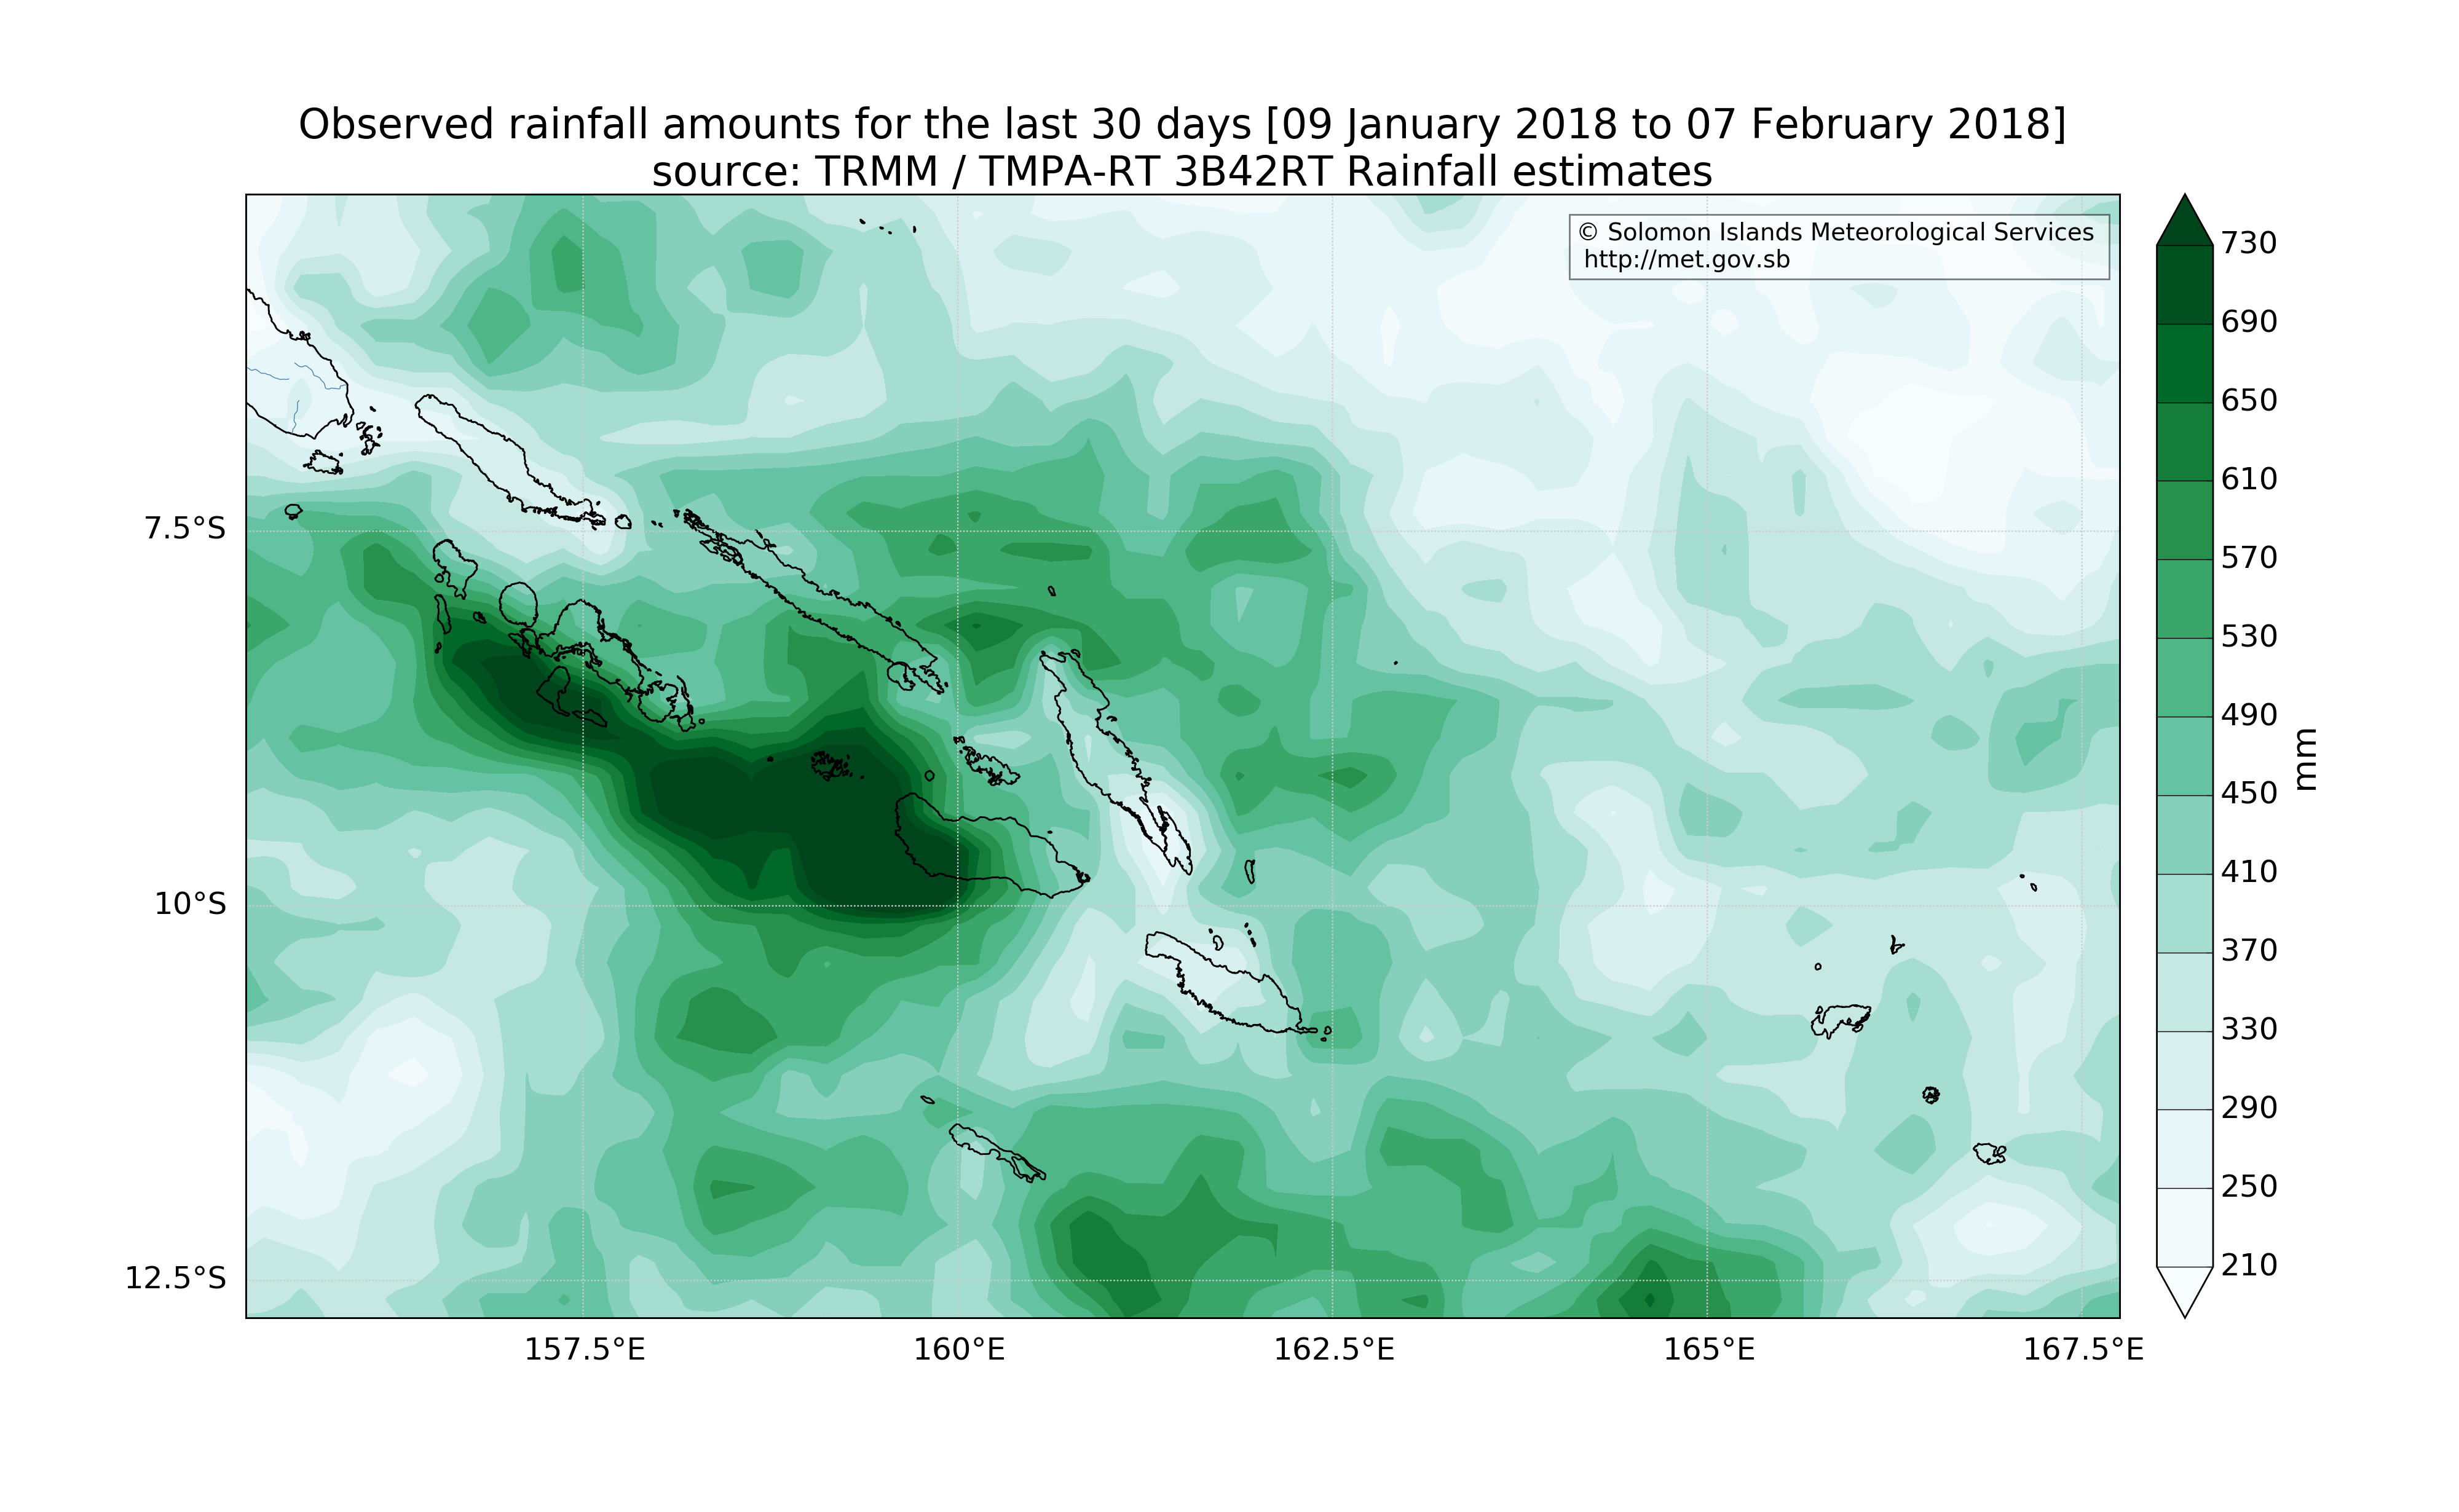 Observed rainfall amounts for the last 30 days [09 January 2018 to 07 February 2018]
source: TRMM / TMPA-RT 3B42RT Rainfall estimates
© Solomon Islands Meteorological Services
http://met.gov.sb
7.5°S
10°S
12.5°S
157.5°E
160°E
162.5°E
165°E
167.5°E
730
690
650
610
570
530
490
450
410
370
330
290
250
210
mm